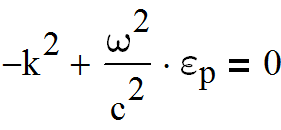 −k² + ω²/c² · εₚ = 0